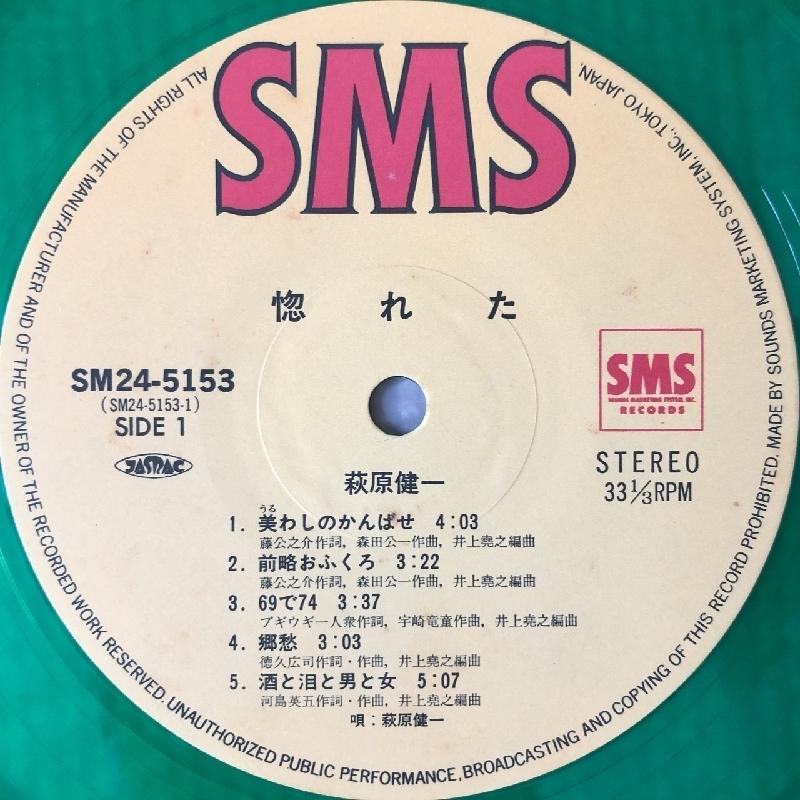 SMS
惚れた
SM24-5153
(SM24-5153-1)
SIDE 1
JASRAC
SMS
SOUNDS MARKETING SYSTEM, INC.
RECORDS
STEREO
33 1/3 RPM
萩原健一
うる
1. 美わしのかんばせ 4:03
藤公之介作詞, 森田公一作曲, 井上堯之編曲
2. 前略おふくろ 3:22
藤公之介作詞, 森田公一作曲, 井上堯之編曲
3. 69で74 3:37
ブギウギ一人衆作詞, 宇崎竜童作曲, 井上堯之編曲
4. 郷愁 3:03
徳久広司作詞・作曲, 井上堯之編曲
5. 酒と泪と男と女 5:07
河島英五作詞・作曲, 井上堯之編曲
唄:萩原健一
ALL RIGHTS OF THE MANUFACTURER AND OF THE OWNER OF THE RECORDED WORK RESERVED. UNAUTHORIZED PUBLIC PERFORMANCE, BROADCASTING AND COPYING OF THIS RECORD PROHIBITED. MADE BY SOUNDS MARKETING SYSTEM, INC., TOKYO JAPAN.